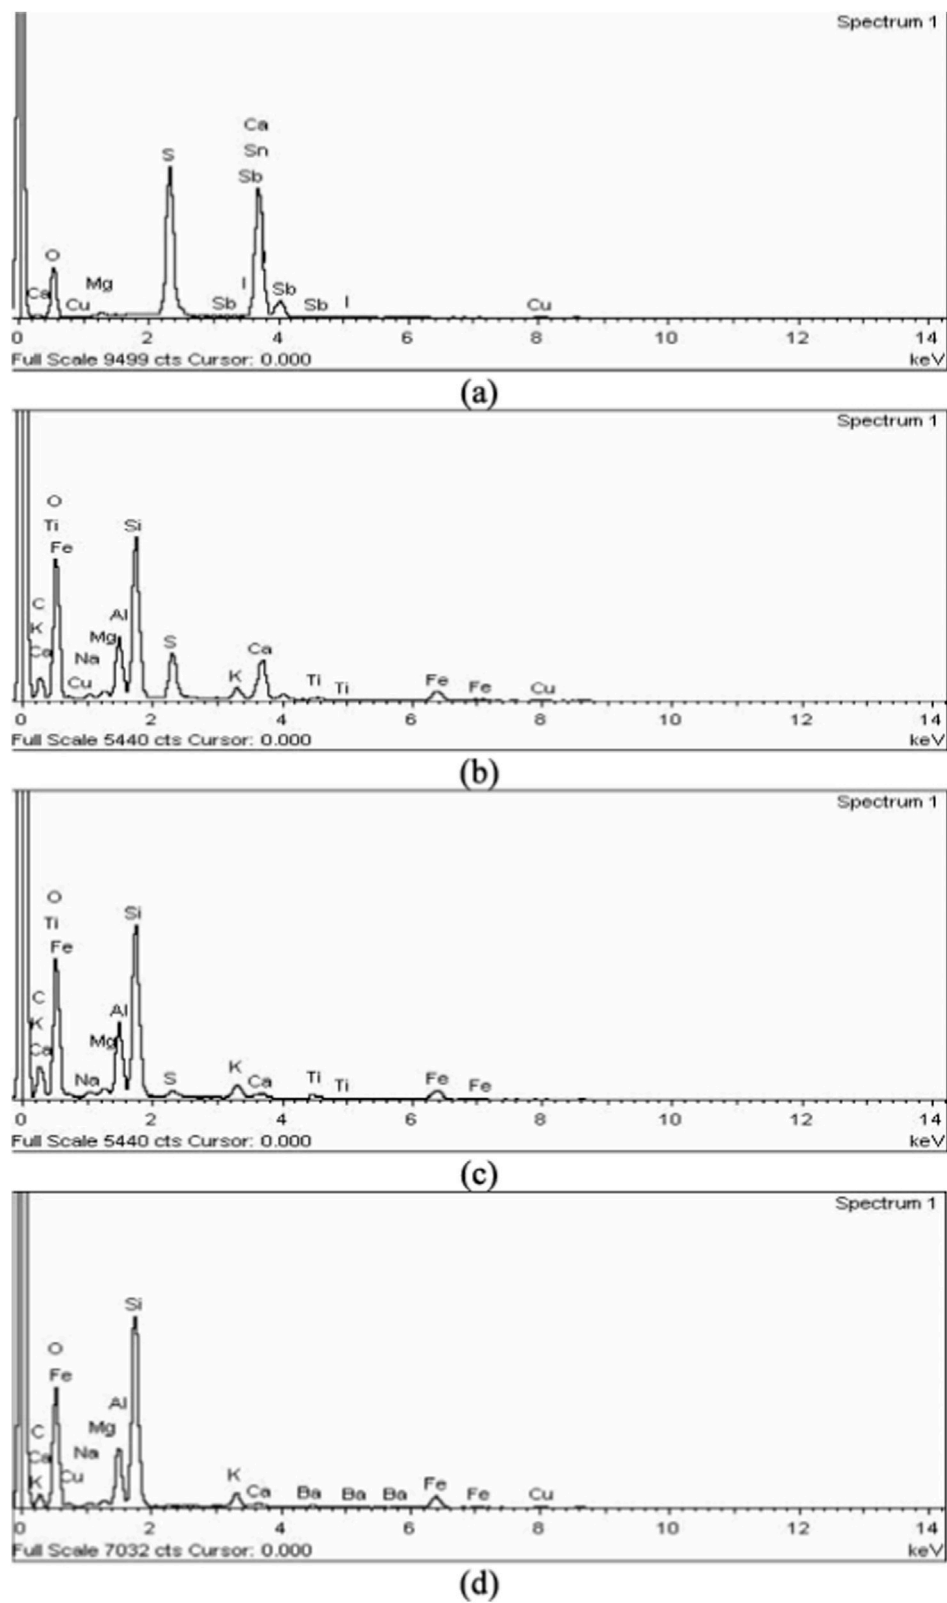 Spectrum 1
Ca
Sn
S
Sb
O
Mg
I
Sb
Ca
Cu
Sb
Sb
I
Cu
0 2 4 6 8 10 12 14
Full Scale 9499 cts Cursor: 0.000 keV
(a)
Spectrum 1
O
Ti
Si
Fe
C
Al
K
Mg
S
Ca
Ca
Na
K
Cu
Ti
Ti
Fe
Fe
Cu
0 2 4 6 8 10 12 14
Full Scale 5440 cts Cursor: 0.000 keV
(b)
Spectrum 1
O
Si
Ti
Fe
C
Al
K
Mg
Ca
K
Na
S
Ca
Ti
Ti
Fe
Fe
0 2 4 6 8 10 12 14
Full Scale 5440 cts Cursor: 0.000 keV
(c)
Spectrum 1
Si
O
Fe
Al
C
Mg
Ca
Na
K
Cu
K
Ca
Ba
Ba
Ba
Fe
Fe
Cu
0 2 4 6 8 10 12 14
Full Scale 7032 cts Cursor: 0.000 keV
(d)